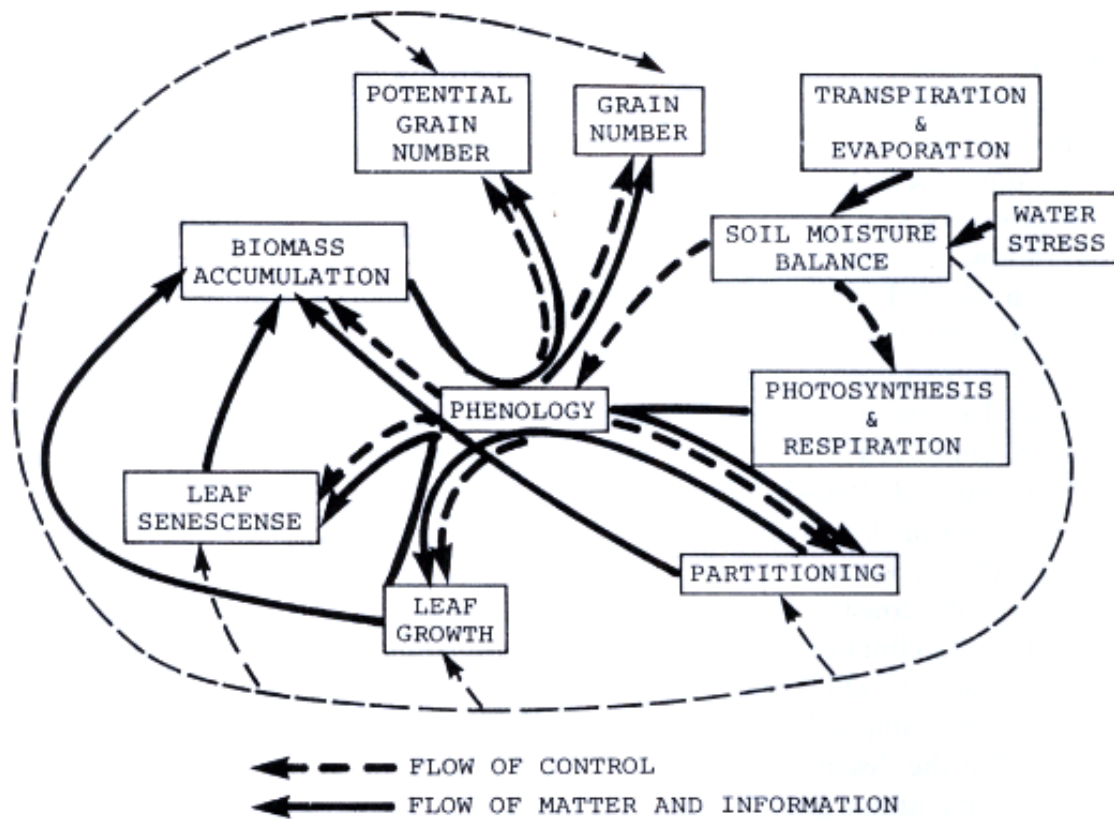 POTENTIAL
GRAIN
NUMBER
GRAIN
NUMBER
TRANSPIRATION
&
EVAPORATION
BIOMASS
ACCUMULATION
SOIL MOISTURE
BALANCE
WATER
STRESS
PHENOLOGY
PHOTOSYNTHESIS
&
RESPIRATION
LEAF
SENESCENSE
PARTITIONING
LEAF
GROWTH
FLOW OF CONTROL
FLOW OF MATTER AND INFORMATION